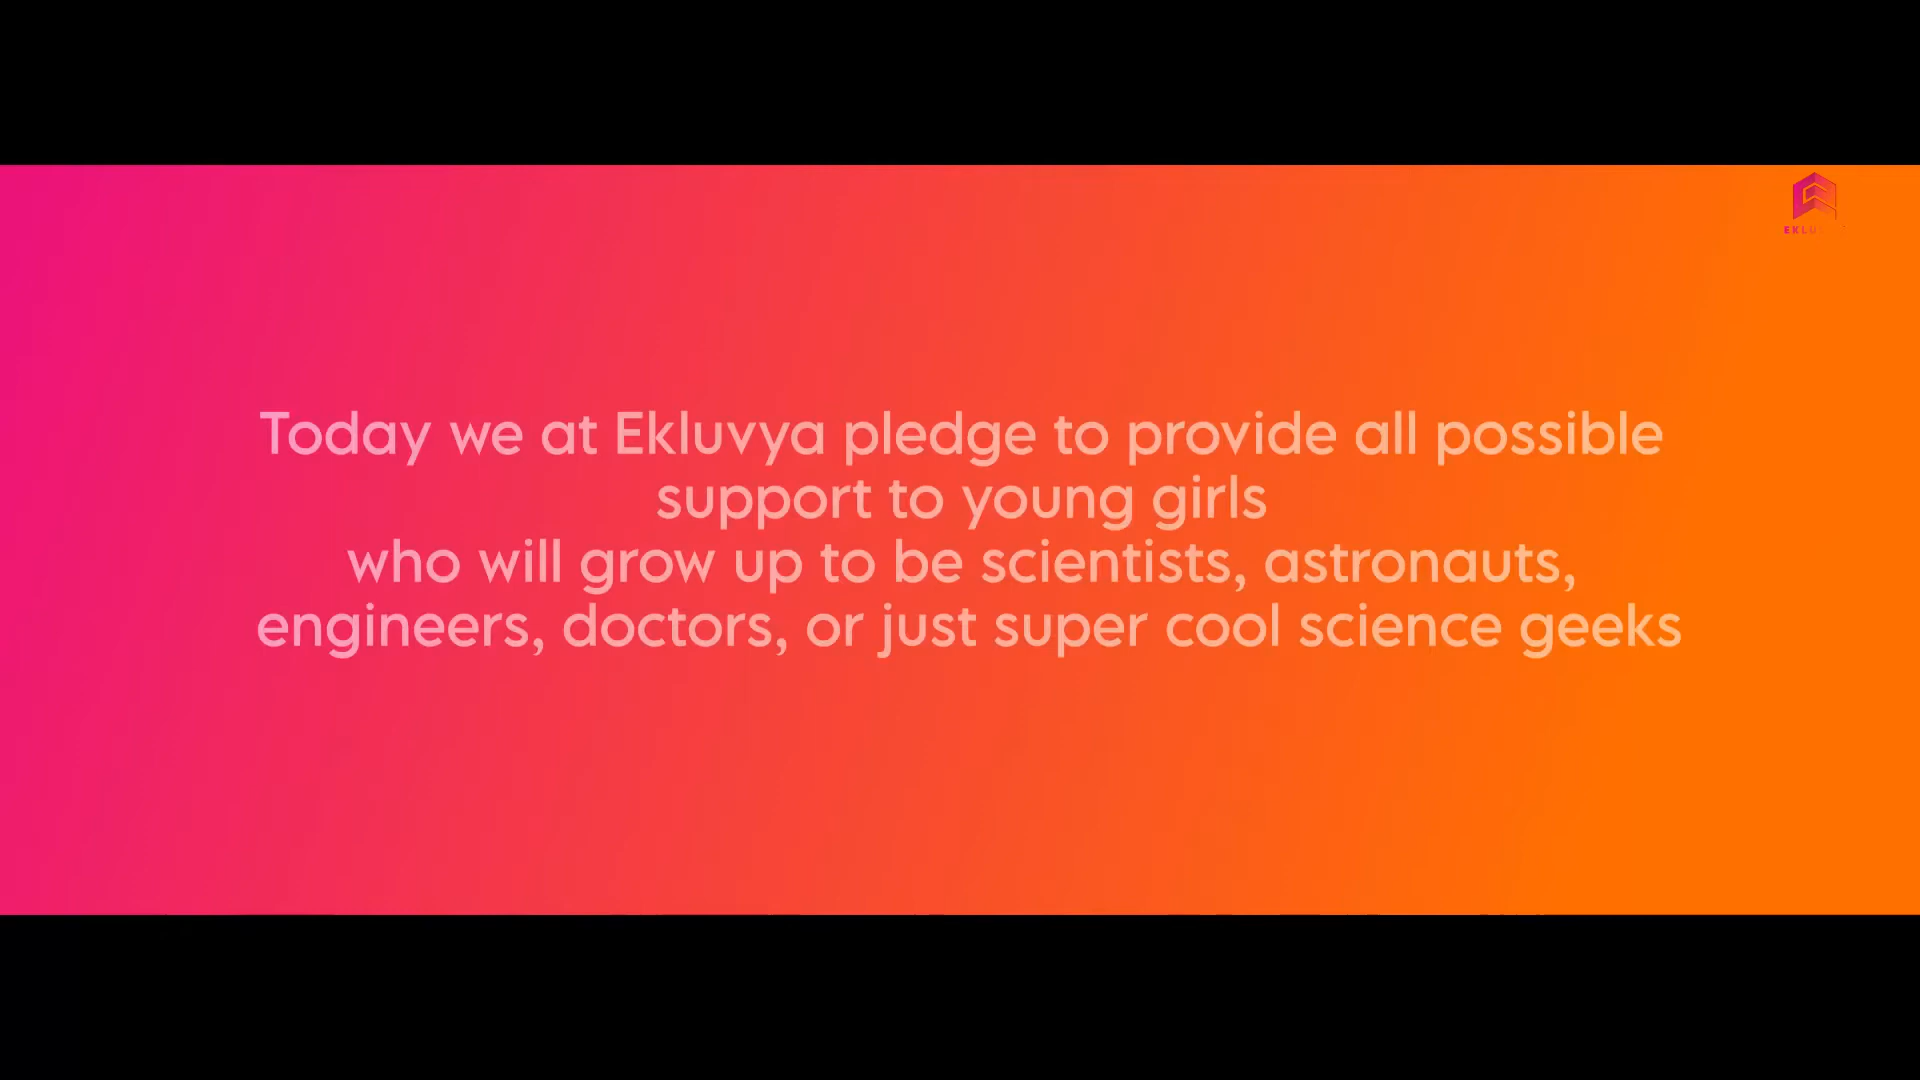 Today we at Ekluvya pledge to provide all possible
support to young girls
who will grow up to be scientists, astronauts,
engineers, doctors, or just super cool science geeks